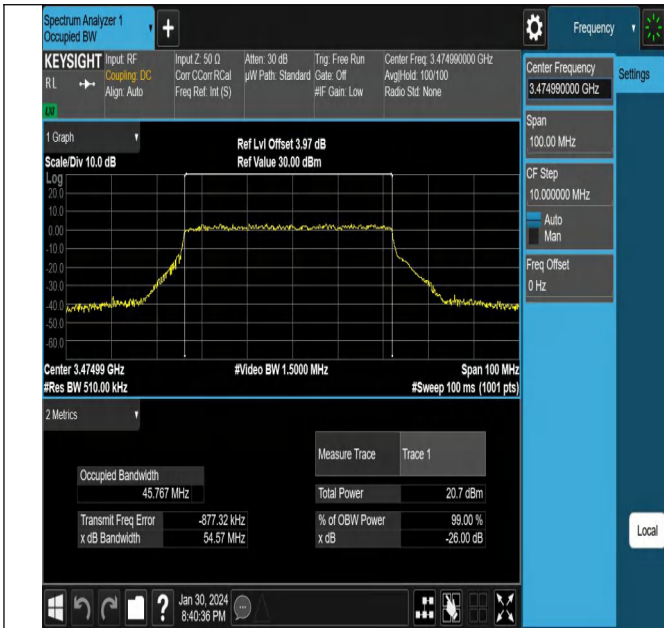 Spectrum Analyzer 1
Occupied BW
Frequency
KEYSIGHT
RL
LXI
Input: RF
Coupling: DC
Align: Auto
Input Z: 50 Ω
Corr CCorr RCal
Freq Ref: Int (S)
Atten: 30 dB
µW Path: Standard
Trig: Free Run
Gate: Off
#IF Gain: Low
Center Freq: 3.474990000 GHz
Avg|Hold: 100/100
Radio Std: None
Center Frequency
3.474990000 GHz
Settings
Span
100.00 MHz
CF Step
10.000000 MHz
Auto
Man
Freq Offset
0 Hz
Local
1 Graph
Scale/Div 10.0 dB
Ref Lvl Offset 3.97 dB
Ref Value 30.00 dBm
Log
20.0
10.0
0.00
-10.0
-20.0
-30.0
-40.0
-50.0
-60.0
Center 3.47499 GHz
#Res BW 510.00 kHz
#Video BW 1.5000 MHz
Span 100 MHz
#Sweep 100 ms (1001 pts)
2 Metrics
Measure Trace Trace 1
Occupied Bandwidth
45.767 MHz
Total Power 20.7 dBm
Transmit Freq Error -877.32 kHz
% of OBW Power 99.00 %
x dB Bandwidth 54.57 MHz
x dB -26.00 dB
?
Jan 30, 2024
8:40:36 PM